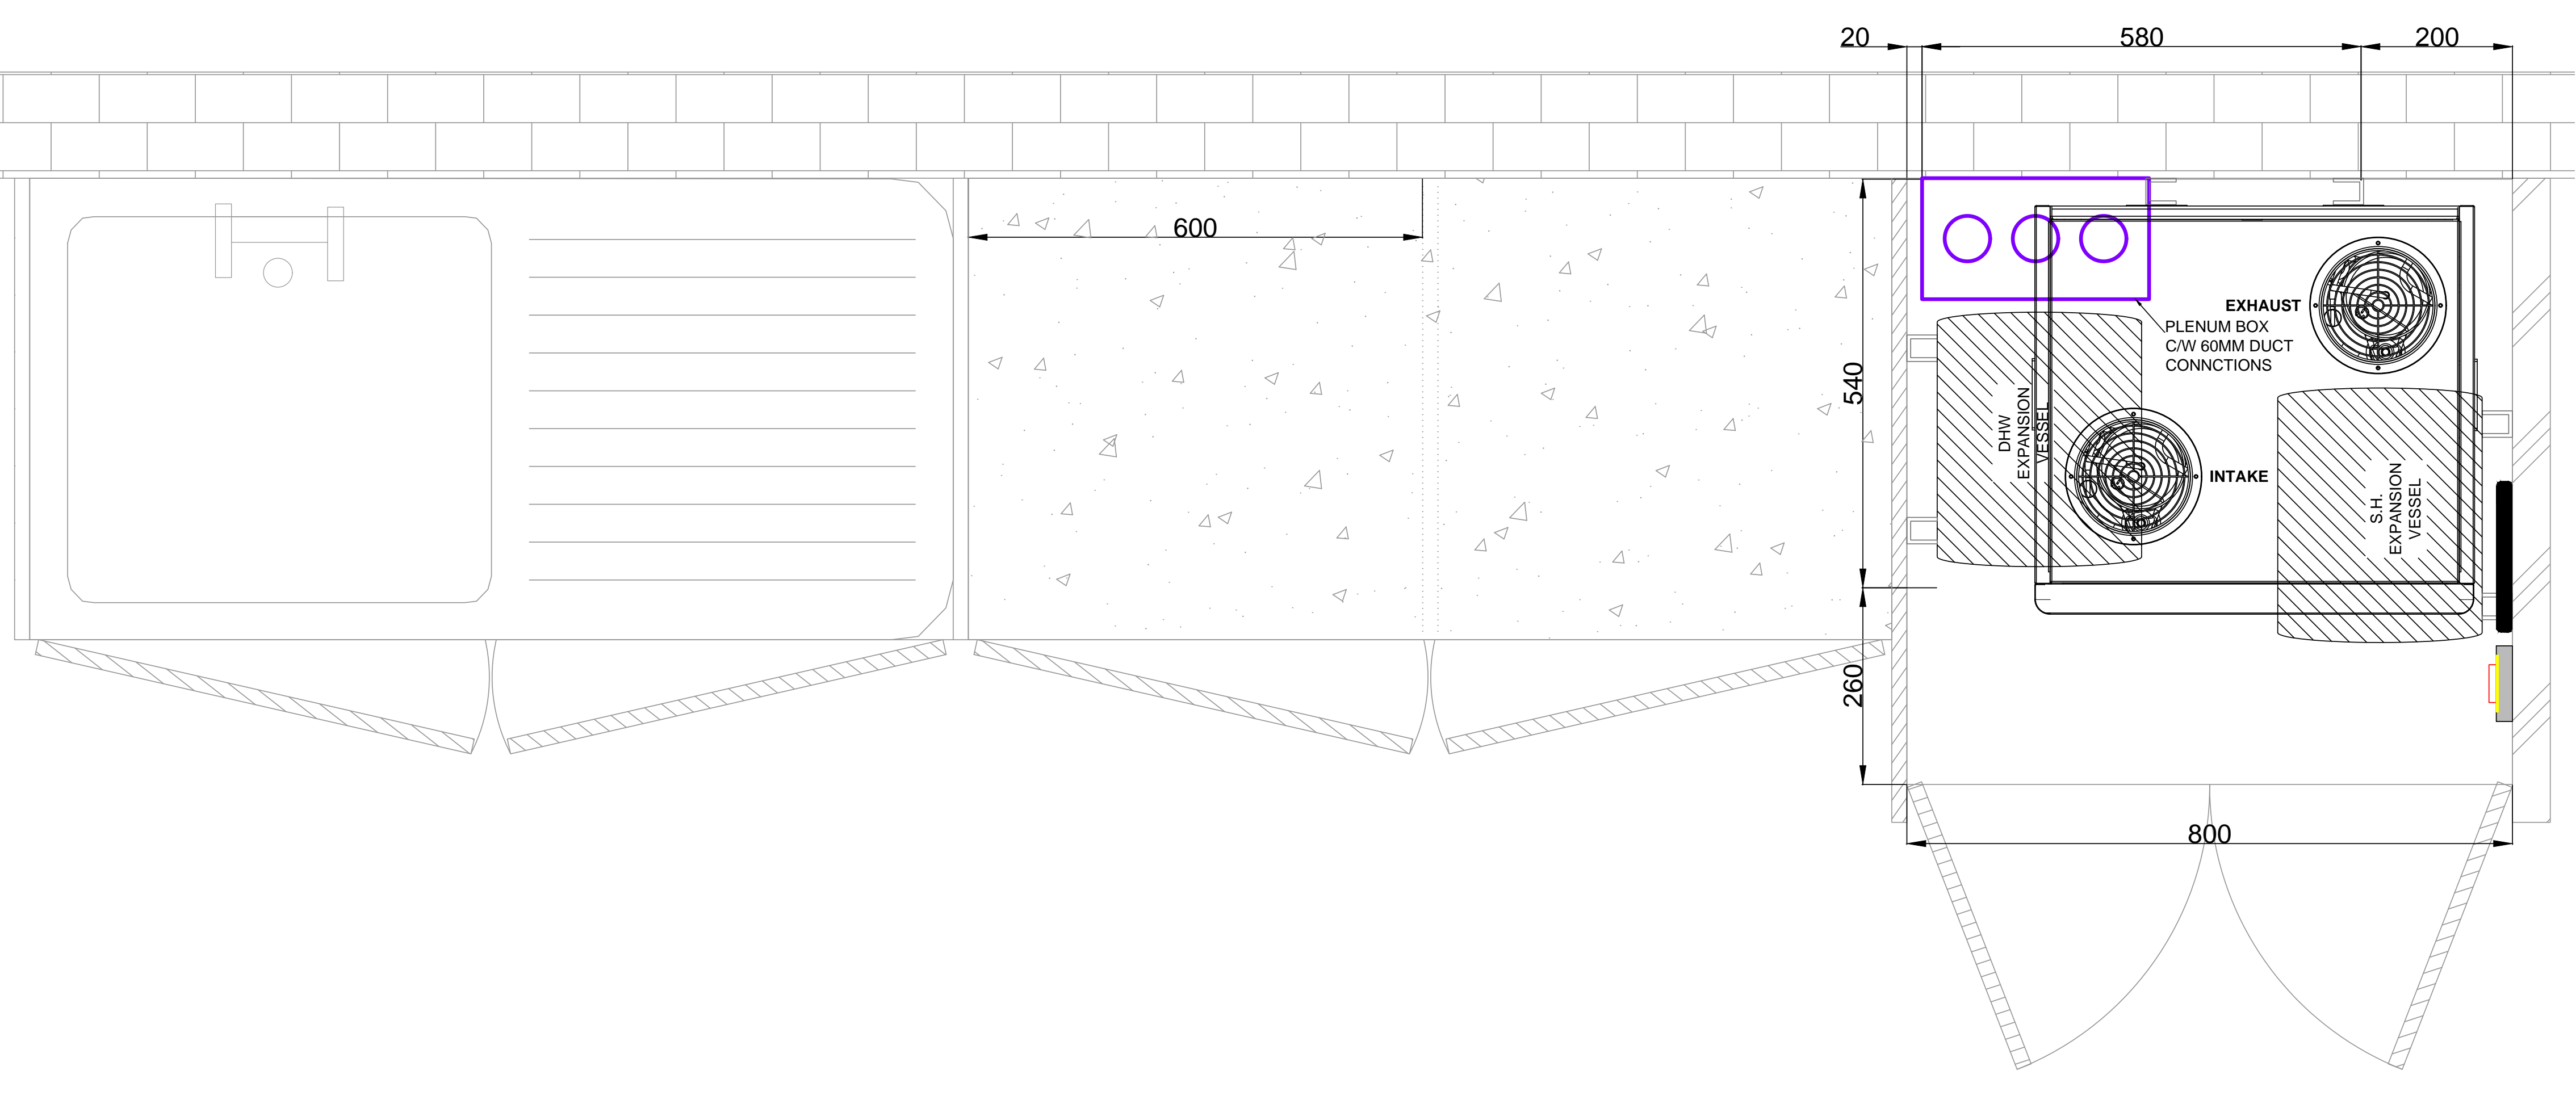 20
580
200
600
EXHAUST
PLENUM BOX
C/W 60MM DUCT
CONNCTIONS
540
DHW
EXPANSION
VESSEL
INTAKE
S.H.
EXPANSION
VESSEL
260
800